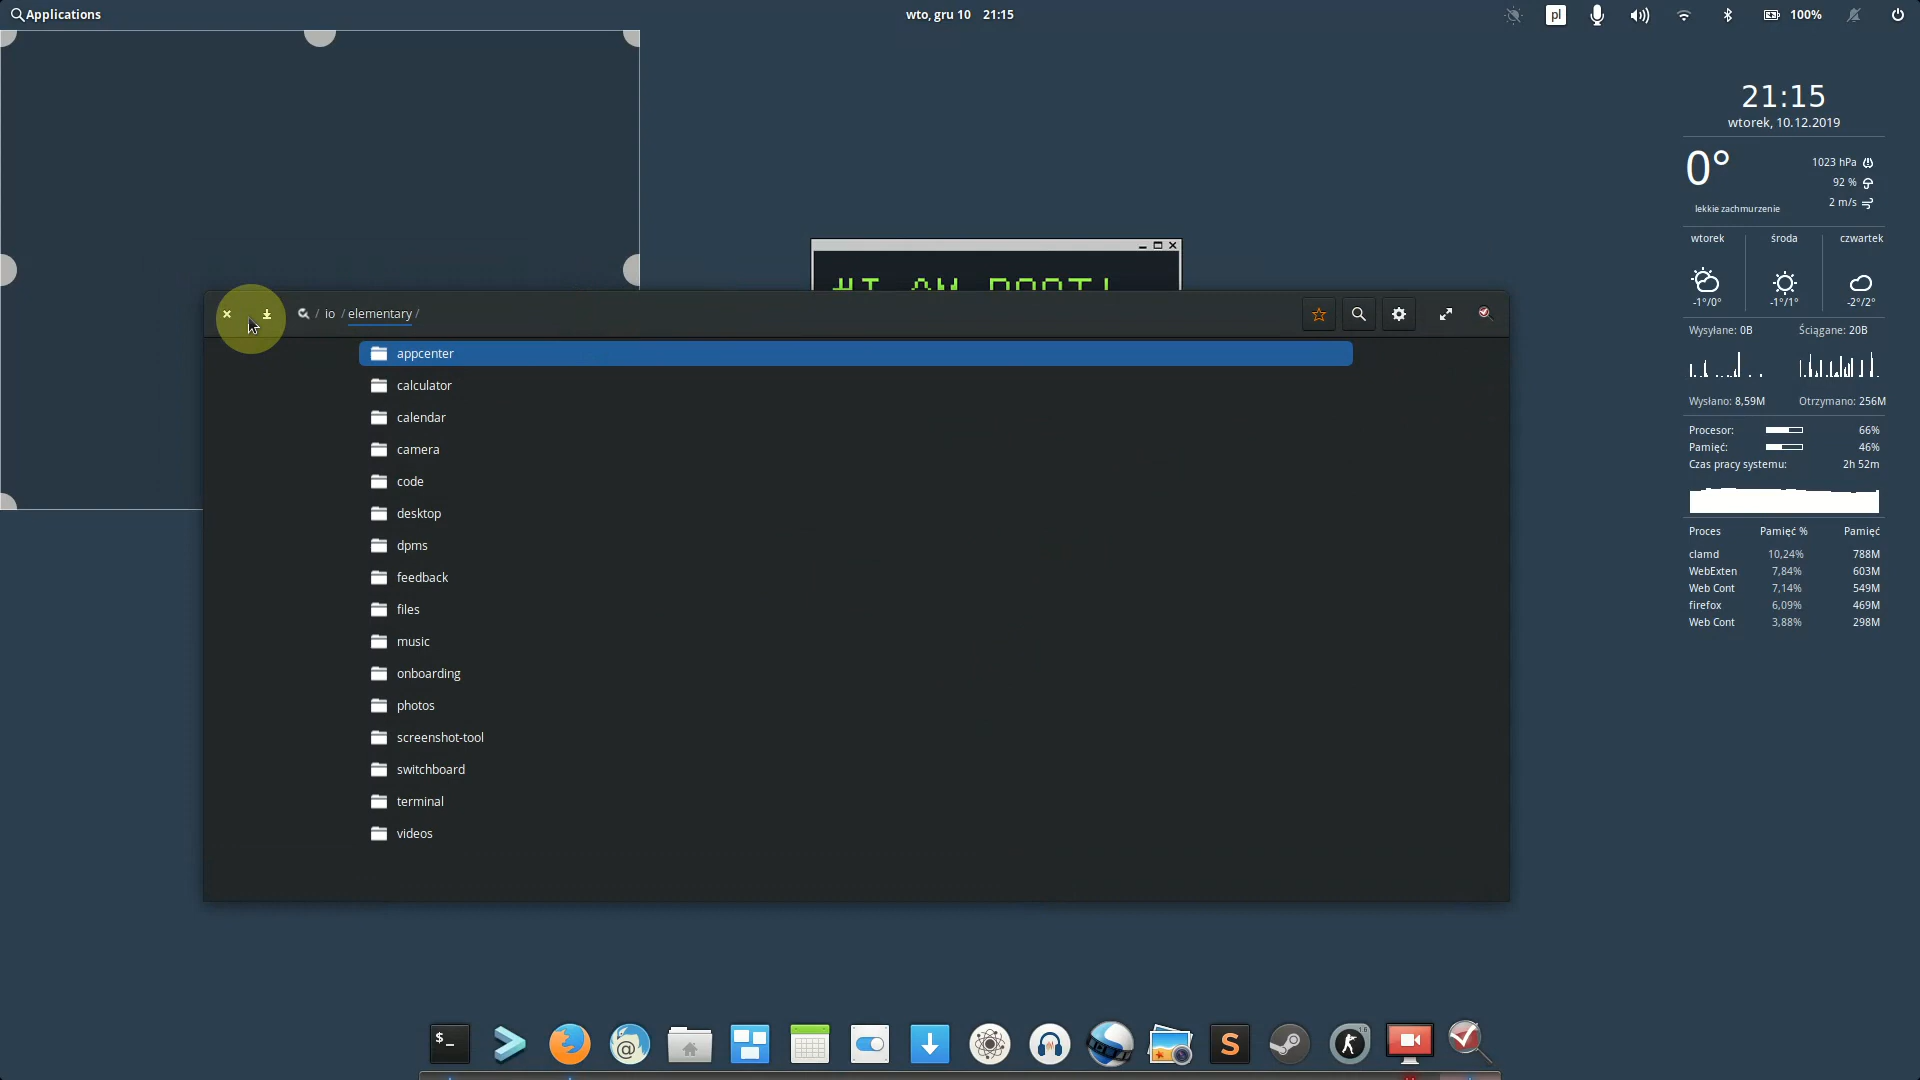 Applications
wto, gru 10 21:15
pl
100%
21:15
wtorek, 10.12.2019
0°
1023 hPa
92 %
2 m/s
lekkie zachmurzenie
wtorek środa czwartek
-1°/0° -1°/1° -2°/2°
Wysyłane: 0B Ściągane: 20B
Wysłano: 8,59M Otrzymano: 256M
Procesor: 66%
Pamięć: 46%
Czas pracy systemu: 2h 52m
Proces Pamięć % Pamięć
clamd 10,24% 788M
WebExten 7,84% 603M
Web Cont 7,14% 549M
firefox 6,09% 469M
Web Cont 3,88% 298M
/ io / elementary /
appcenter
calculator
calendar
camera
code
desktop
dpms
feedback
files
music
onboarding
photos
screenshot-tool
switchboard
terminal
videos
$_
@
S
1.6